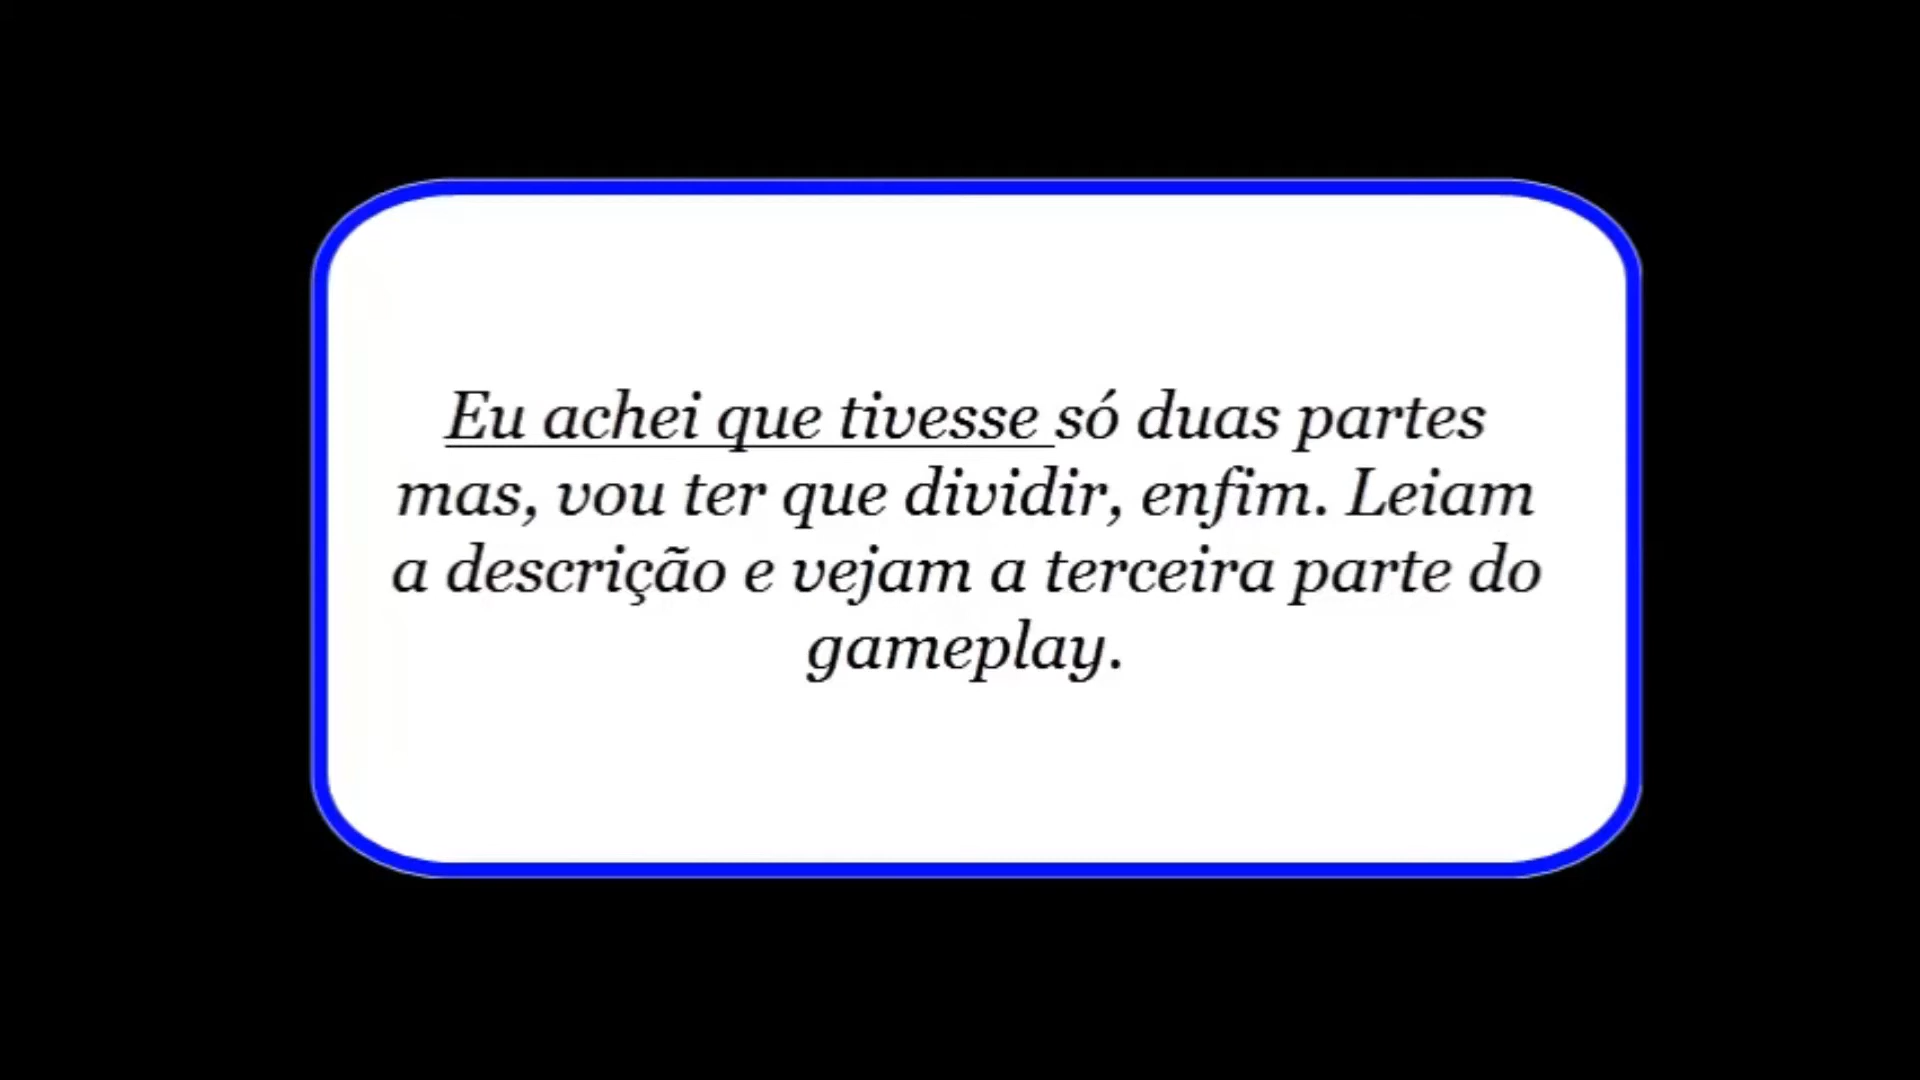 Eu achei que tivesse só duas partes
mas, vou ter que dividir, enfim. Leiam
a descrição e vejam a terceira parte do
gameplay.